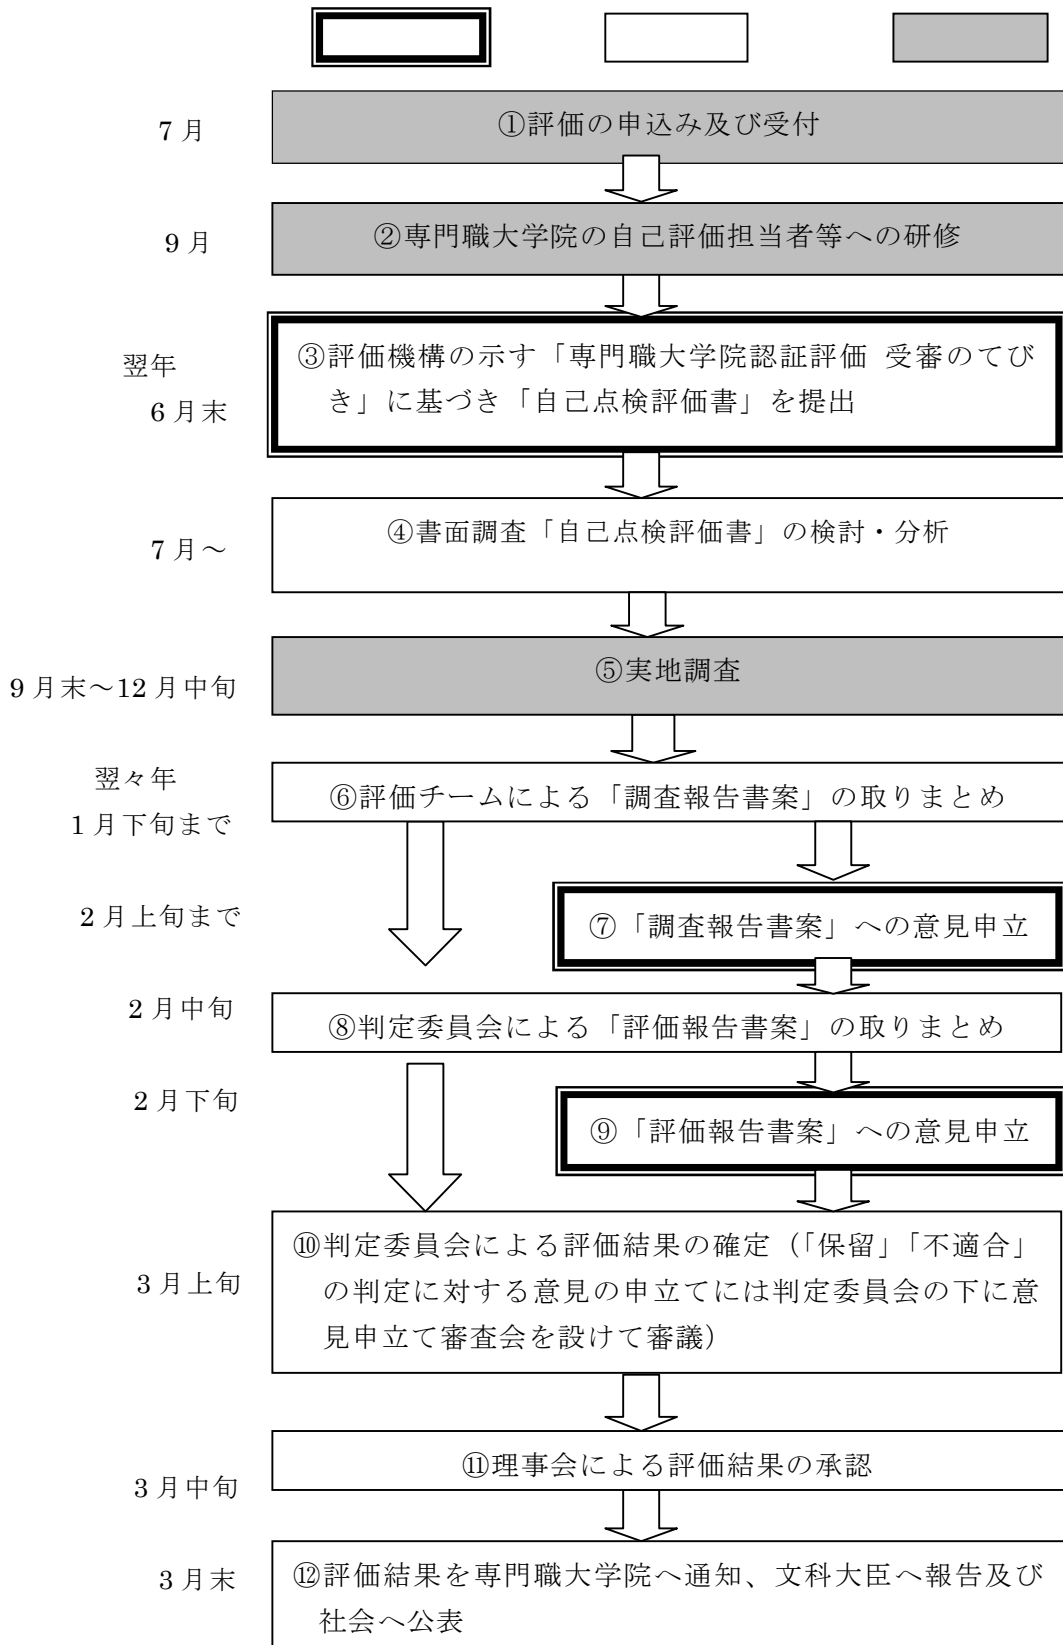 7月
①評価の申込み及び受付
9月
②専門職大学院の自己評価担当者等への研修
翌年
6月末
③評価機構の示す「専門職大学院認証評価 受審のてび
き」に基づき「自己点検評価書」を提出
7月～
④書面調査「自己点検評価書」の検討・分析
9月末～12月中旬
⑤実地調査
翌々年
1月下旬まで
⑥評価チームによる「調査報告書案」の取りまとめ
2月上旬まで
⑦「調査報告書案」への意見申立
2月中旬
⑧判定委員会による「評価報告書案」の取りまとめ
2月下旬
⑨「評価報告書案」への意見申立
3月上旬
⑩判定委員会による評価結果の確定（「保留」「不適合」
の判定に対する意見の申立てには判定委員会の下に意
見申立て審査会を設けて審議）
3月中旬
⑪理事会による評価結果の承認
3月末
⑫評価結果を専門職大学院へ通知、文科大臣へ報告及び
社会へ公表